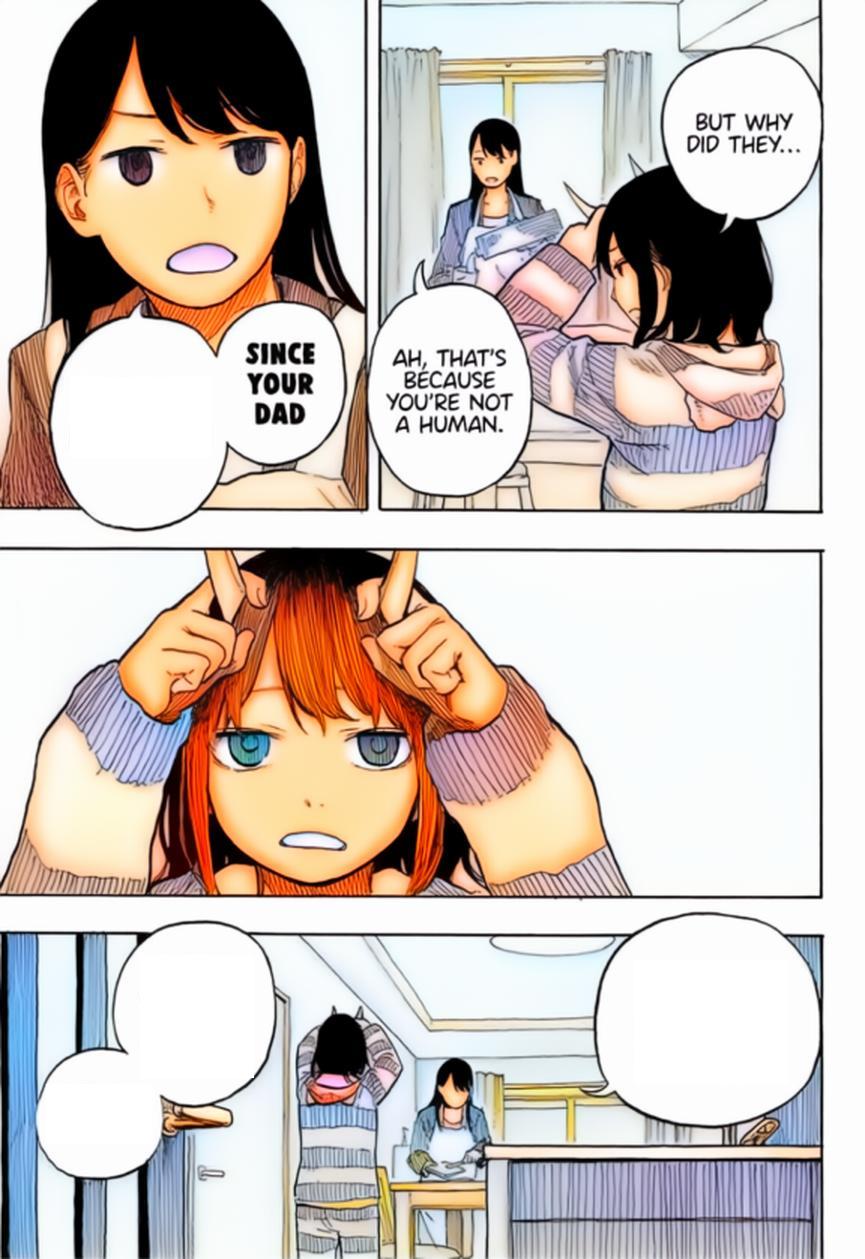 BUT WHY
DID THEY...
AH, THAT'S
BECAUSE
YOU'RE NOT
A HUMAN.
SINCE
YOUR
DAD